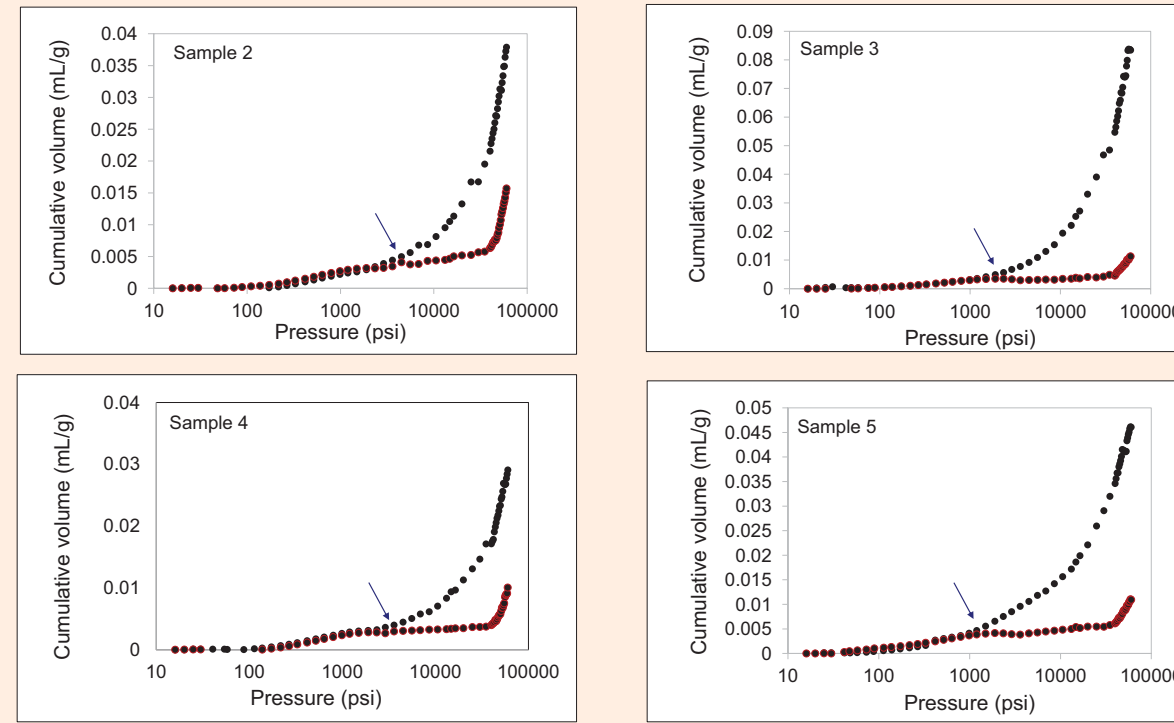 Sample 2
Cumulative volume (mL/g)
0.04
0.035
0.03
0.025
0.02
0.015
0.01
0.005
0
10 100 1000 10000 100000
Pressure (psi)
Sample 3
Cumulative volume (mL/g)
0.09
0.08
0.07
0.06
0.05
0.04
0.03
0.02
0.01
0
10 100 1000 10000 100000
Pressure (psi)
Sample 4
Cumulative volume (mL/g)
0.04
0.03
0.02
0.01
0
10 100 1000 10000 100000
Pressure (psi)
Sample 5
Cumulative volume (mL/g)
0.05
0.045
0.04
0.035
0.03
0.025
0.02
0.015
0.01
0.005
0
10 100 1000 10000 100000
Pressure (psi)